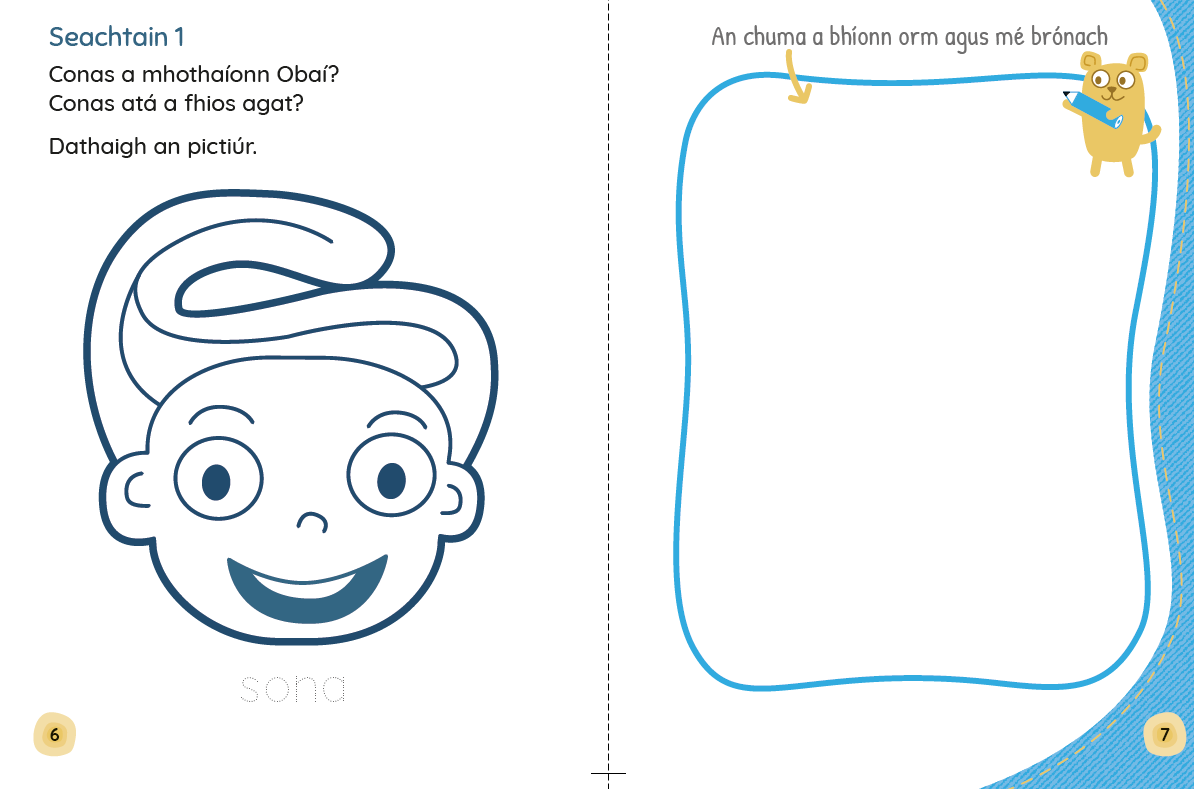 Seachtain 1
Conas a mhothaíonn Obaí?
Conas atá a fhios agat?
Dathaigh an pictiúr.
sona
6
An chuma a bhíonn orm agus mé brónach
7